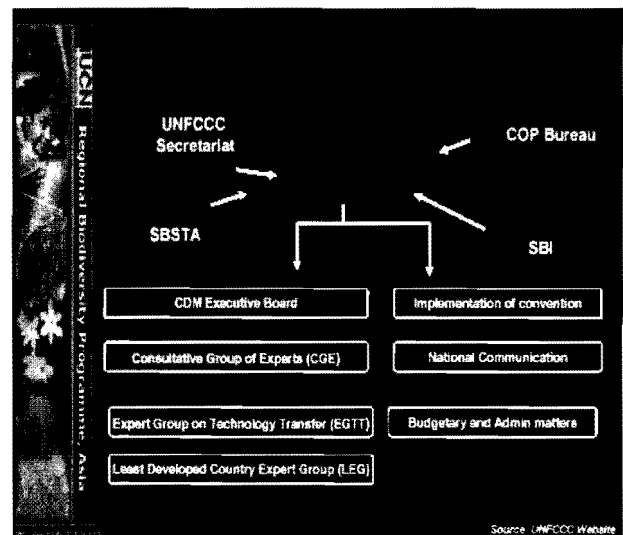 IUCN Regional Biodiversity Programme, Asia
UNFCCC
Secretariat
COP Bureau
SBSTA
SBI
CDM Executive Board
Implementation of convention
Consultative Group of Experts (CGE)
National Communication
Expert Group on Technology Transfer (EGTT)
Budgetary and Admin matters
Least Developed Country Expert Group (LEG)
Source: UNFCCC Website